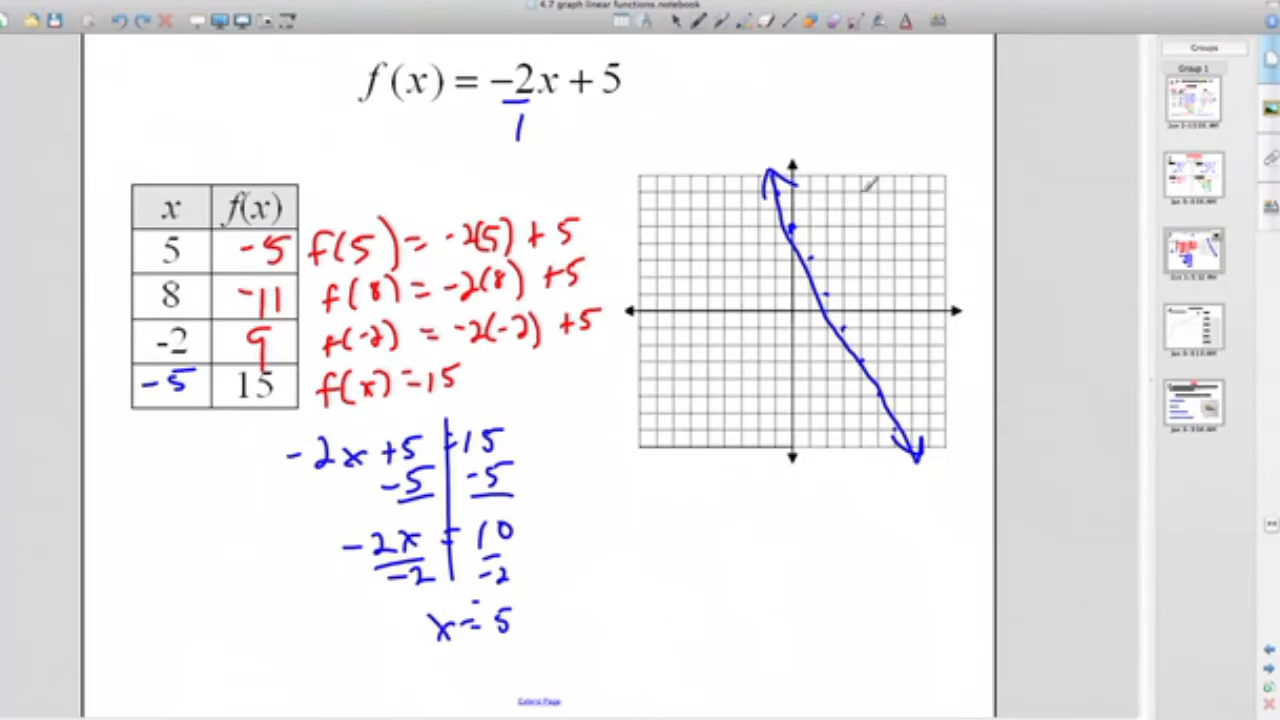 4.7 graph linear functions.notebook
Groups
Group 1
f(x) = −2x + 5
1
x f(x)
5 -5 f(5) = -2(5) + 5
8 -11 f(8) = -2(8) +5
-2 9 f(-2) = -2(-2) +5
-5 15 f(x) = 15
-2x +5 = 15
-5 -5
-2x = 10
-2 -2
x = -5
Extend Page